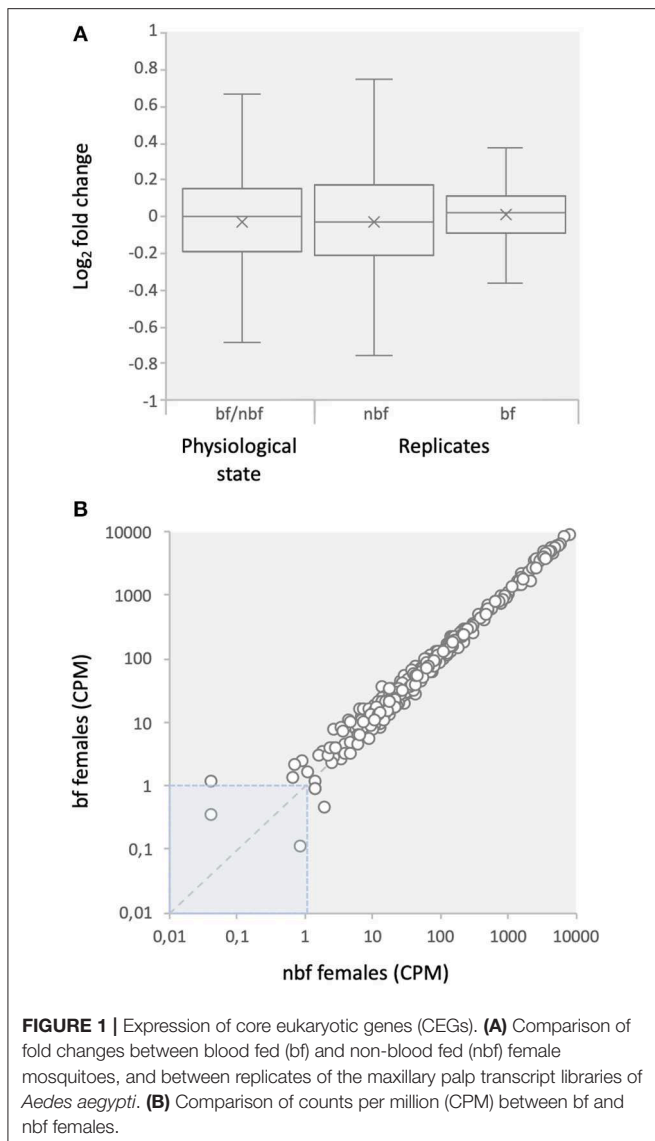 A
1
0.8
0.6
0.4
0.2
0
-0.2
-0.4
-0.6
-0.8
-1
Log₂ fold change
bf/nbf nbf bf
Physiological Replicates
state
B
10000
1000
100
10
1
0,1
0,01
bf females (CPM)
0,01 0,1 1 10 100 1000 10000
nbf females (CPM)
FIGURE 1 | Expression of core eukaryotic genes (CEGs). (A) Comparison of
fold changes between blood fed (bf) and non-blood fed (nbf) female
mosquitoes, and between replicates of the maxillary palp transcript libraries of
Aedes aegypti. (B) Comparison of counts per million (CPM) between bf and
nbf females.